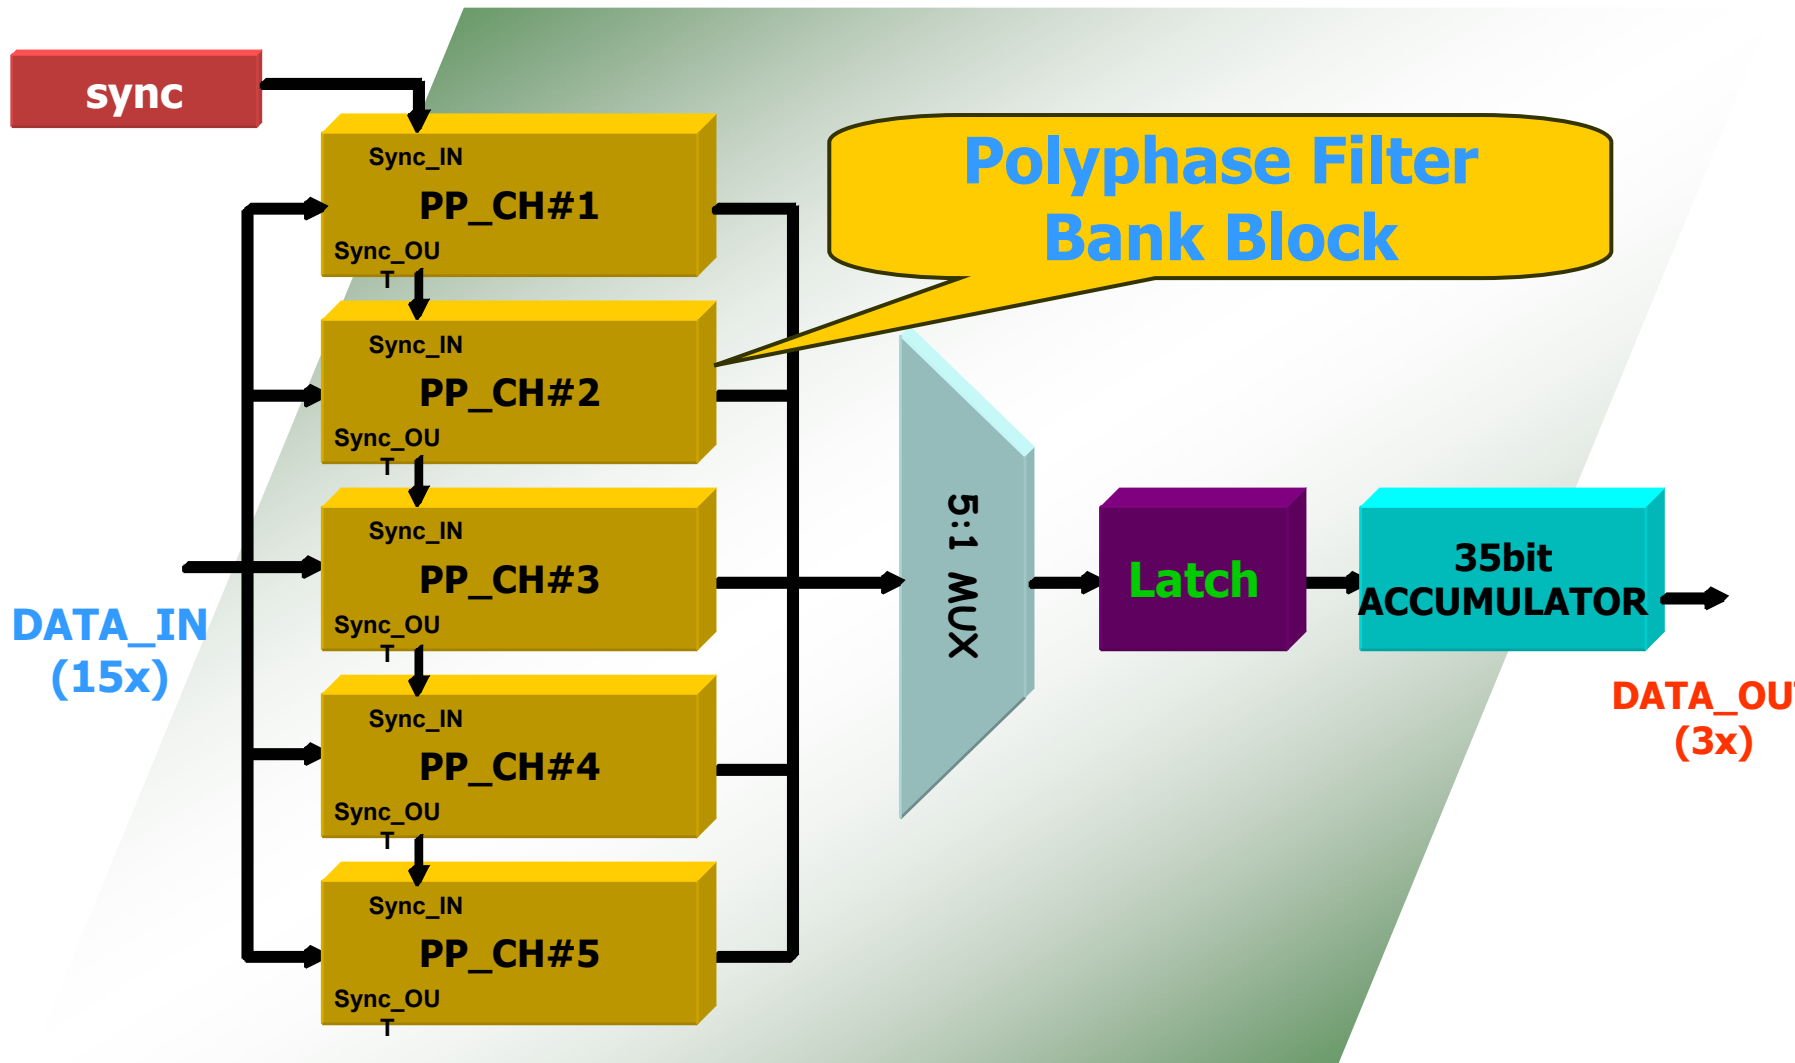 sync
Sync_IN
PP_CH#1
Sync_OU
T
Polyphase Filter
Bank Block
Sync_IN
PP_CH#2
Sync_OU
T
Sync_IN
PP_CH#3
Sync_OU
T
Sync_IN
PP_CH#4
Sync_OU
T
Sync_IN
PP_CH#5
Sync_OU
T
DATA_IN
(15x)
5:1 MUX
Latch
35bit
ACCUMULATOR
DATA_OUT
(3x)